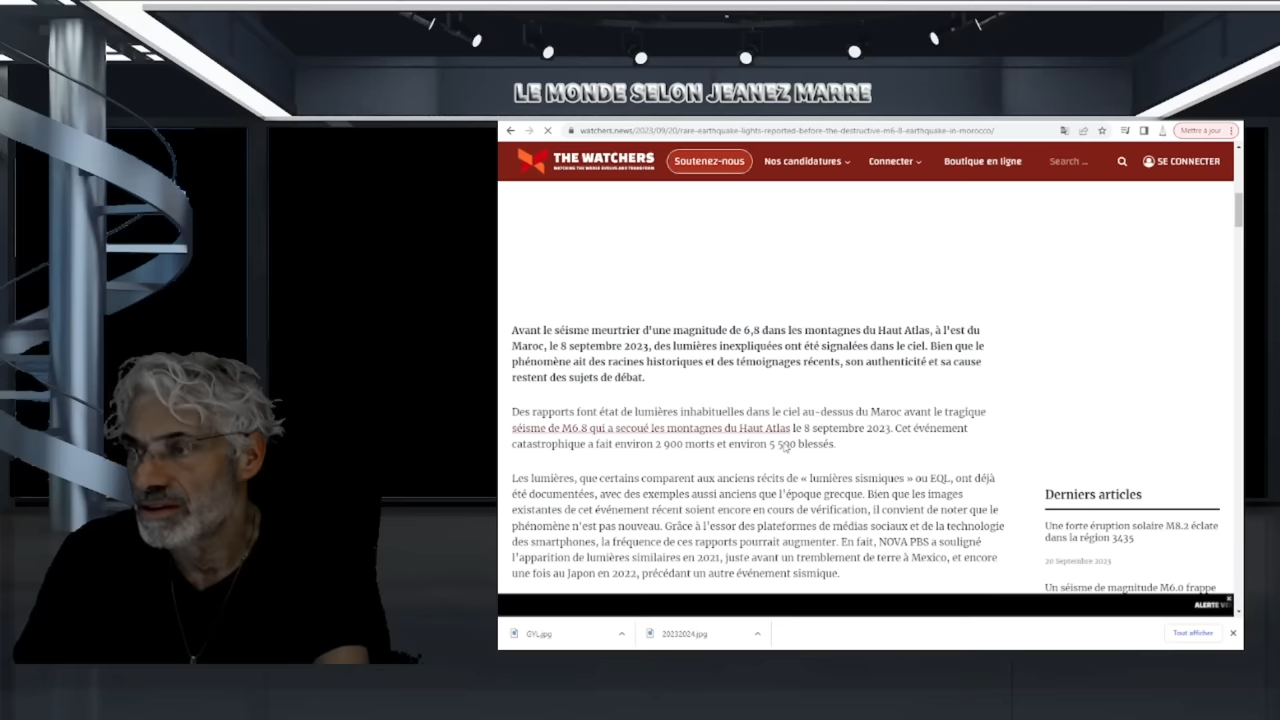 LE MONDE SELON JEANEZ MARRE
watchers.news/2023/09/20/rare-earthquake-lights-reported-before-the-destructive-m6-8-earthquake-in-morocco/
Mettre à jour
THE WATCHERS
WATCHING THE WORLD EVOLVE AND TRANSFORM
Soutenez-nous
Nos candidatures
Connecter
Boutique en ligne
Search ...
SE CONNECTER
Avant le séisme meurtrier d'une magnitude de 6,8 dans les montagnes du Haut Atlas, à l'est du
Maroc, le 8 septembre 2023, des lumières inexpliquées ont été signalées dans le ciel. Bien que le
phénomène ait des racines historiques et des témoignages récents, son authenticité et sa cause
restent des sujets de débat.
Des rapports font état de lumières inhabituelles dans le ciel au-dessus du Maroc avant le tragique
séisme de M6.8 qui a secoué les montagnes du Haut Atlas le 8 septembre 2023. Cet événement
catastrophique a fait environ 2 900 morts et environ 5 500 blessés.
Les lumières, que certains comparent aux anciens récits de « lumières sismiques » ou EQL, ont déjà
été documentées, avec des exemples aussi anciens que l'époque grecque. Bien que les images
existantes de cet événement récent soient encore en cours de vérification, il convient de noter que le
phénomène n'est pas nouveau. Grâce à l'essor des plateformes de médias sociaux et de la technologie
des smartphones, la fréquence de ces rapports pourrait augmenter. En fait, NOVA PBS a souligné
l'apparition de lumières similaires en 2021, juste avant un tremblement de terre à Mexico, et encore
une fois au Japon en 2022, précédant un autre événement sismique.
Derniers articles
Une forte éruption solaire M8.2 éclate
dans la région 3435
20 Septembre 2023
Un séisme de magnitude M6.0 frappe
ALERTE
GYL.jpg
20232024.jpg
Tout afficher